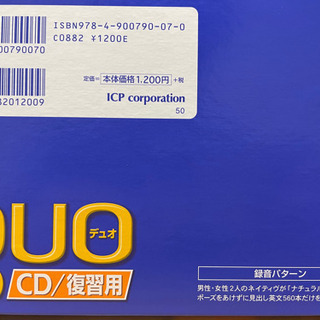 ISBN978-4-900790-07-0
C0882 ¥1200E
00790070
82012009
定価= 本体価格1,200円 +税
ICP corporation
50
DUO
デュオ
CD/復習用
録音パターン
男性・女性2人のネイティヴが「ナチュラル
ポーズをあけずに見出し英文560本だけを